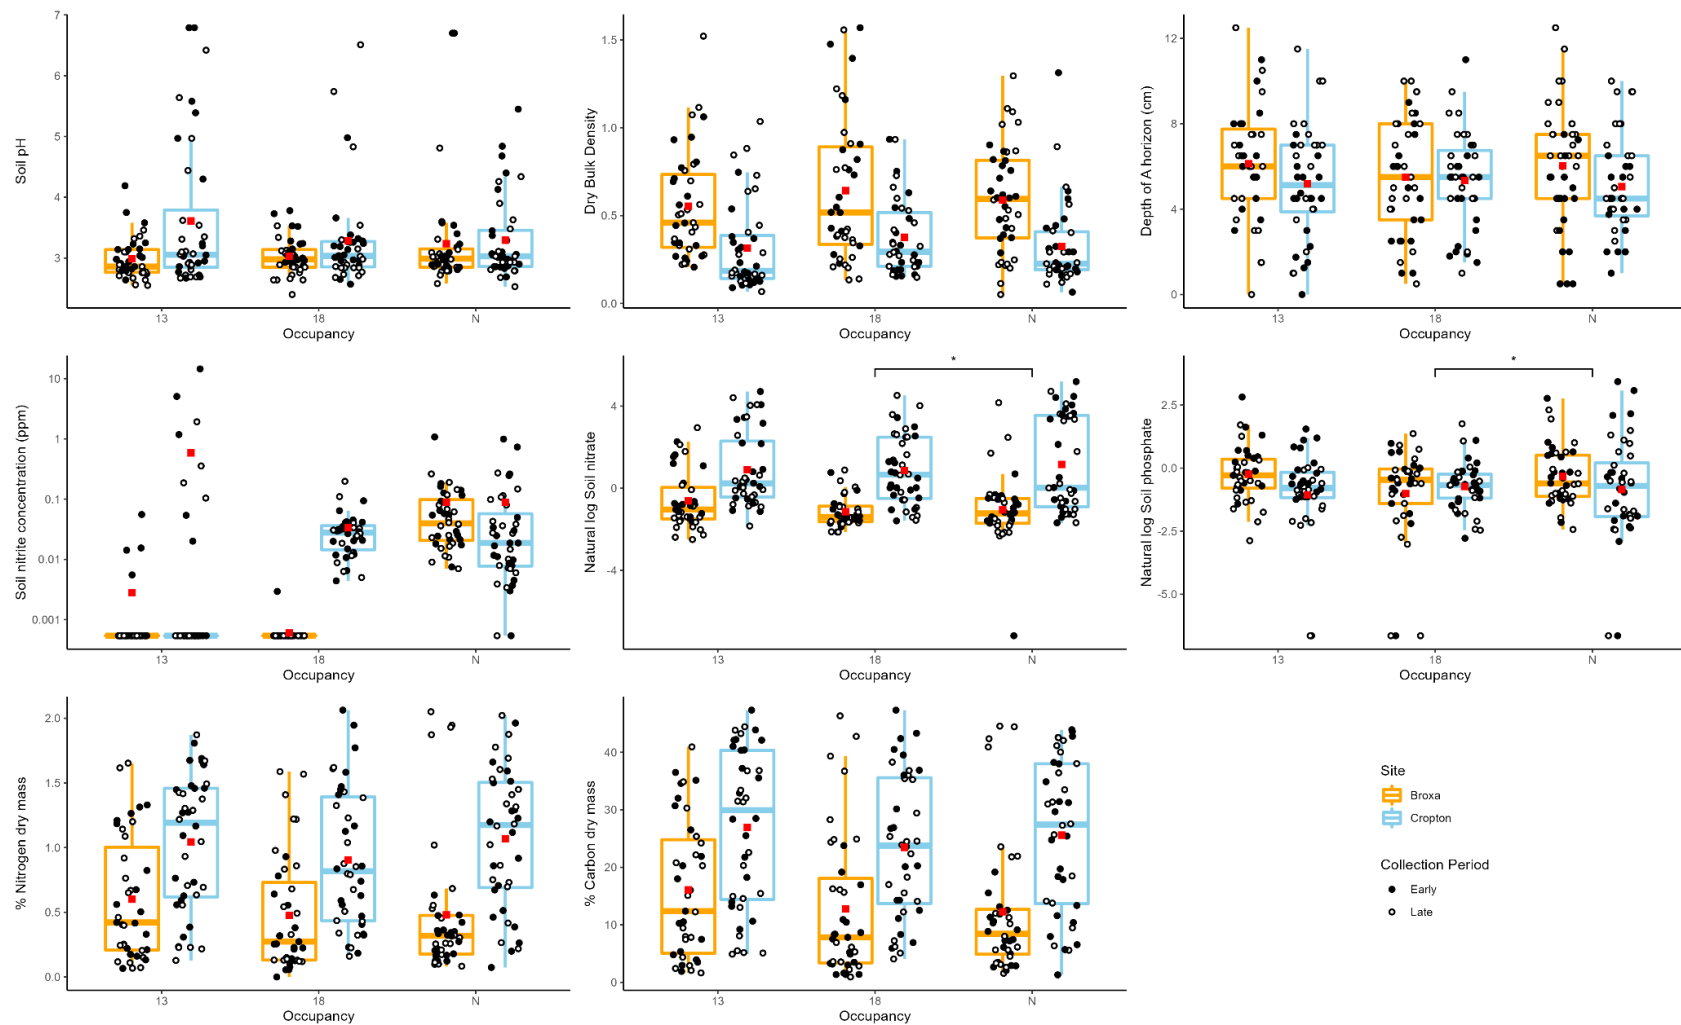 Soil pH
7
6
5
4
3
13
18
N
Occupancy
Dry Bulk Density
1.5
1.0
0.5
0.0
13
18
N
Occupancy
Depth of A horizon (cm)
12
8
4
0
13
18
N
Occupancy
Soil nitrite concentration (ppm)
10
1
0.1
0.01
0.001
13
18
N
Occupancy
Natural log Soil nitrate
4
0
-4
*
13
18
N
Occupancy
Natural log Soil phosphate
2.5
0.0
-2.5
-5.0
*
13
18
N
Occupancy
% Nitrogen dry mass
2.0
1.5
1.0
0.5
0.0
13
18
N
Occupancy
% Carbon dry mass
40
30
20
10
0
13
18
N
Occupancy
Site
Broxa
Cropton
Collection Period
Early
Late